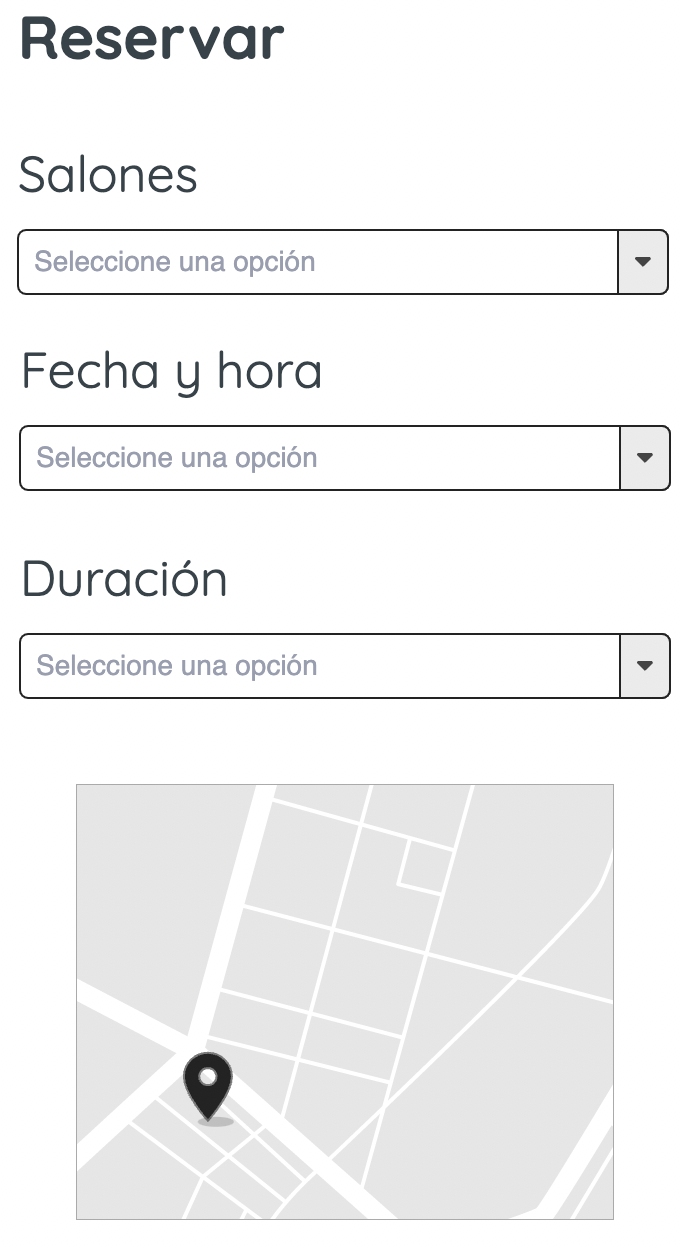 Reservar
Salones
Seleccione una opción
Fecha y hora
Seleccione una opción
Duración
Seleccione una opción